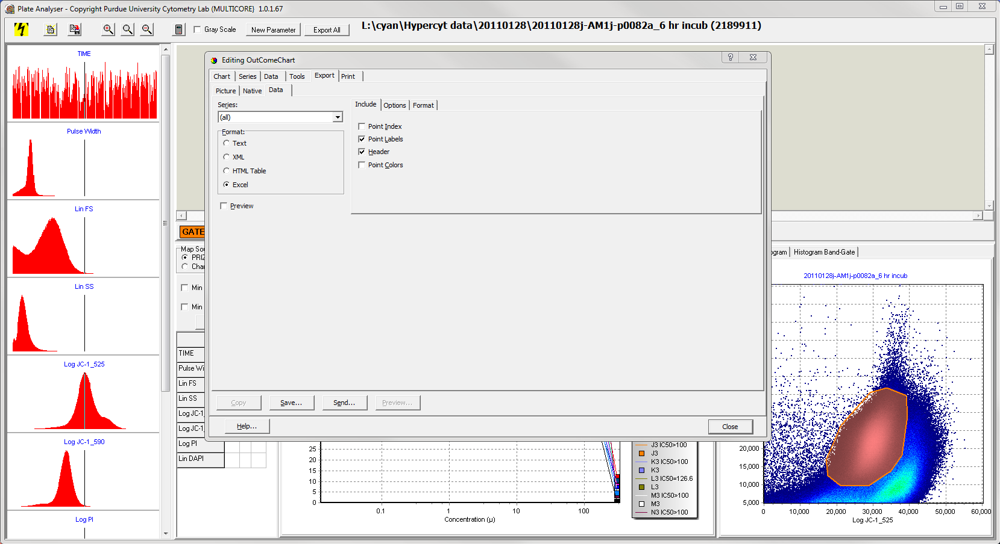 Plate Analyser - Copyright Purdue University Cytometry Lab (MULTICORE) 1.0.1.67
Gray Scale
New Parameter
Export All
L:\cyan\Hypercyt data\20110128\20110128j-AM1j-p0082a_6 hr incub (2189911)
TIME
Pulse Width
Lin FS
Lin SS
Log JC-1_525
Log JC-1_590
Log PI
Editing OutComeChart
?
Chart
Series
Data
Tools
Export
Print
Picture
Native
Data
Series:
(all)
Format:
Text
XML
HTML Table
Excel
Preview
Include
Options
Format
Point Index
Point Labels
Header
Point Colors
Copy
Save...
Send...
Preview...
Help...
Close
GATE
Map Sou
PRIZ
Char
Min
Min
TIME
Pulse Wi
Lin FS
Lin SS
Log JC-1_
Log JC-1_
Log PI
Lin DAPI
25
20
15
10
5
0
0.1
1
10
100
Concentration (µ)
J3 IC50>100
J3
K3 IC50>100
K3
L3 IC50=126.6
L3
M3 IC50>100
M3
N3 IC50>100
gram
Histogram Band-Gate
20110128j-AM1j-p0082a_6 hr incub
20,000
15,000
10,000
5,000
0
10,000
20,000
30,000
40,000
50,000
60,000
Log JC-1_525